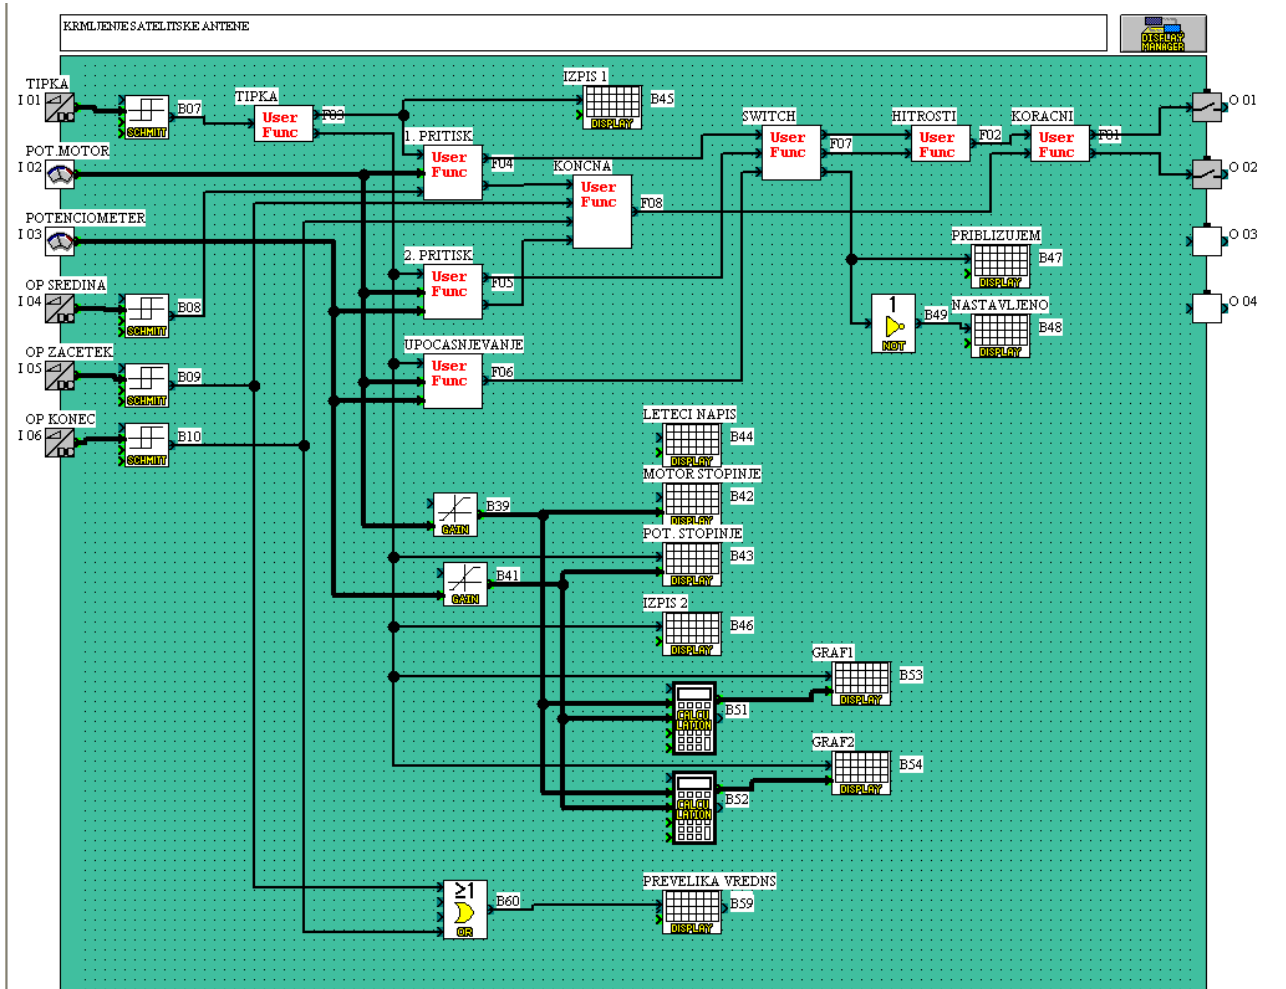 KRMLJENJE SATELITSKE ANTENE
DISPLAY
MANAGER
TIPKA
I 01
SCHMITT
B07
TIPKA
User
Func
F03
IZPIS 1
DISPLAY
B45
O 01
POT MOTOR
I 02
1. PRITISK
User
Func
F04
KONCNA
User
Func
F08
SWITCH
User
Func
F07
HITROSTI
User
Func
F02
KORACNI
User
Func
F01
O 02
POTENCIOMETER
I 03
2. PRITISK
User
Func
F05
PRIBLIZUJEM
DISPLAY
B47
O 03
OP SREDINA
I 04
SCHMITT
B08
1
NOT
B49
NASTAVLJENO
DISPLAY
B48
O 04
OP ZACETEK
I 05
SCHMITT
B09
UPOCASNJEVANJE
User
Func
F06
OP KONEC
I 06
SCHMITT
B10
LETECI NAPIS
DISPLAY
B44
MOTOR STOPINJE
DISPLAY
B42
GAIN
B39
POT. STOPINJE
DISPLAY
B43
GAIN
B41
IZPIS 2
DISPLAY
B46
GRAF1
DISPLAY
B53
CALCU
LATION
B51
GRAF2
DISPLAY
B54
CALCU
LATION
B52
≥1
OR
B60
PREVELIKA VREDNS
DISPLAY
B59